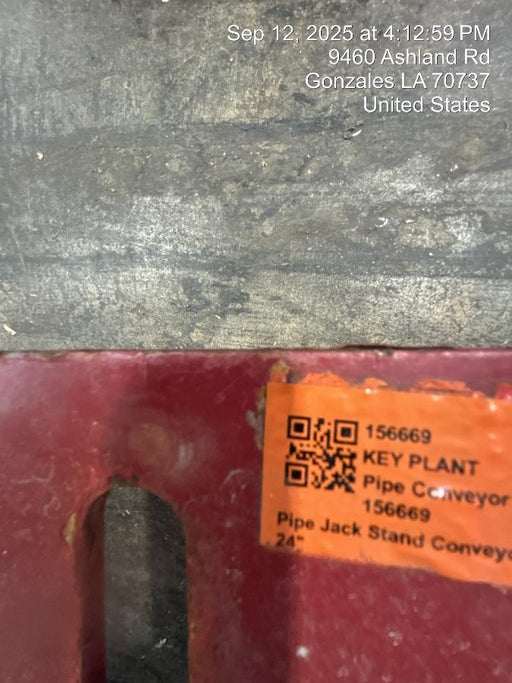 Sep 12, 2025 at 4:12:59 PM
9460 Ashland Rd
Gonzales LA 70737
United States
156669
KEY PLANT
Pipe Conveyor
156669
Pipe Jack Stand Conveyo
24"